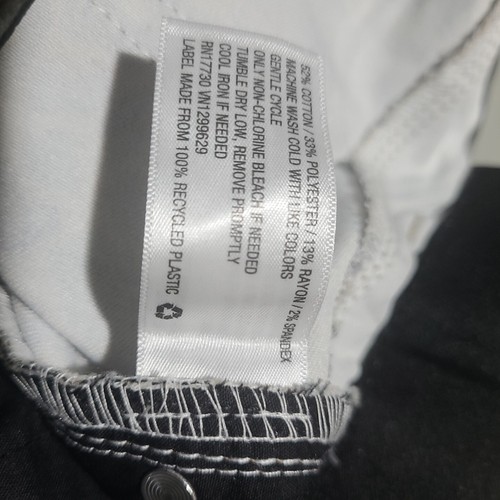 52% COTTON / 33% POLYESTER / 13% RAYON / 2% SPANDEX
MACHINE WASH COLD WITH LIKE COLORS
GENTLE CYCLE
ONLY NON-CHLORINE BLEACH IF NEEDED
TUMBLE DRY LOW, REMOVE PROMPTLY
COOL IRON IF NEEDED
RN17730 VN1299629
LABEL MADE FROM 100% RECYCLED PLASTIC